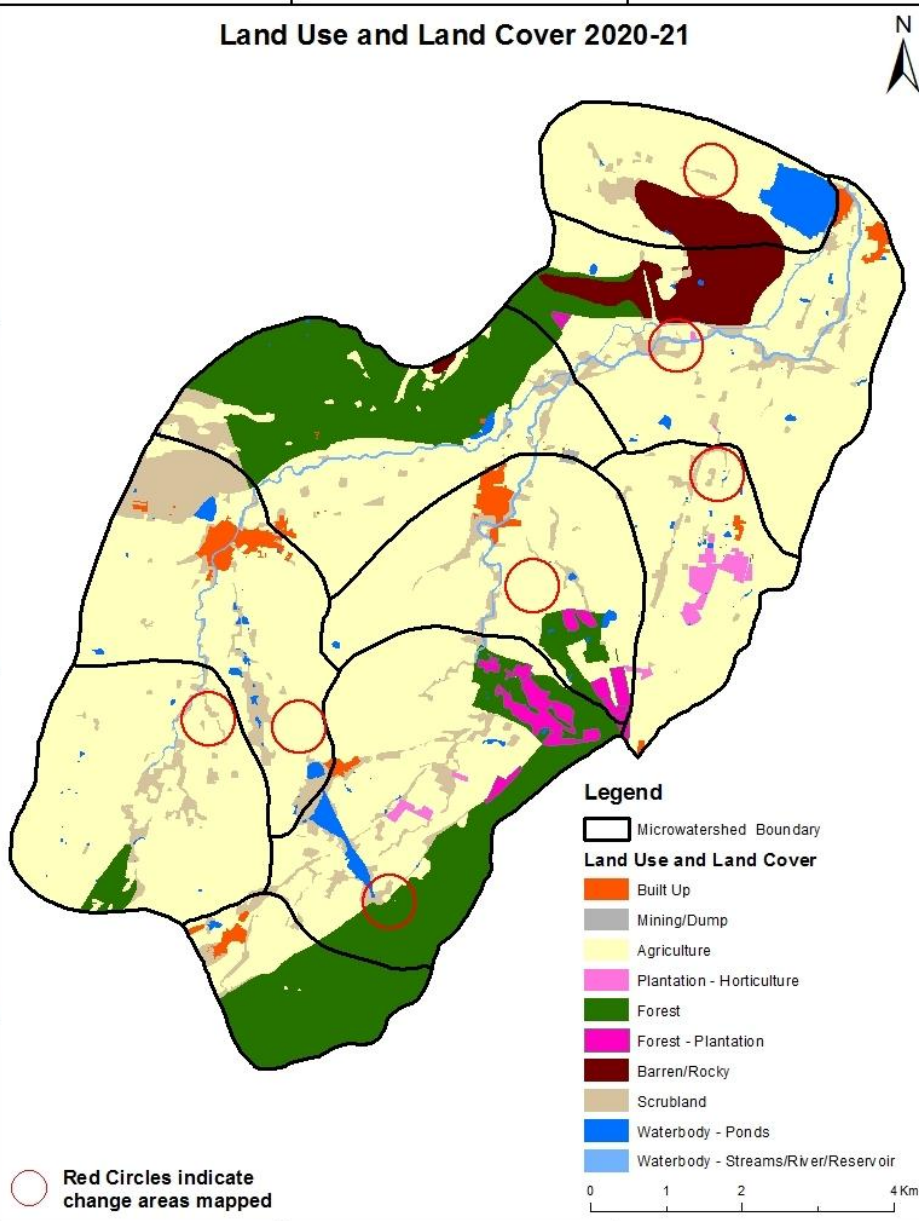 Land Use and Land Cover 2020-21
N
Legend
Microwatershed Boundary
Land Use and Land Cover
Built Up
Mining/Dump
Agriculture
Plantation - Horticulture
Forest
Forest - Plantation
Barren/Rocky
Scrubland
Waterbody - Ponds
Waterbody - Streams/River/Reservoir
0 1 2 4 Km
Red Circles indicate
change areas mapped